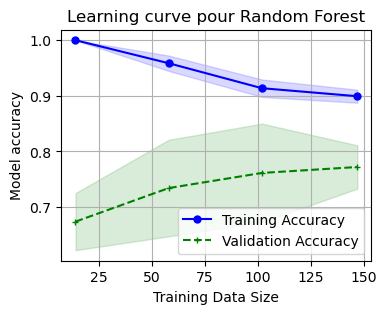 Learning curve pour Random Forest
Model accuracy
1.0
0.9
0.8
0.7
Training Accuracy
Validation Accuracy
25 50 75 100 125 150
Training Data Size